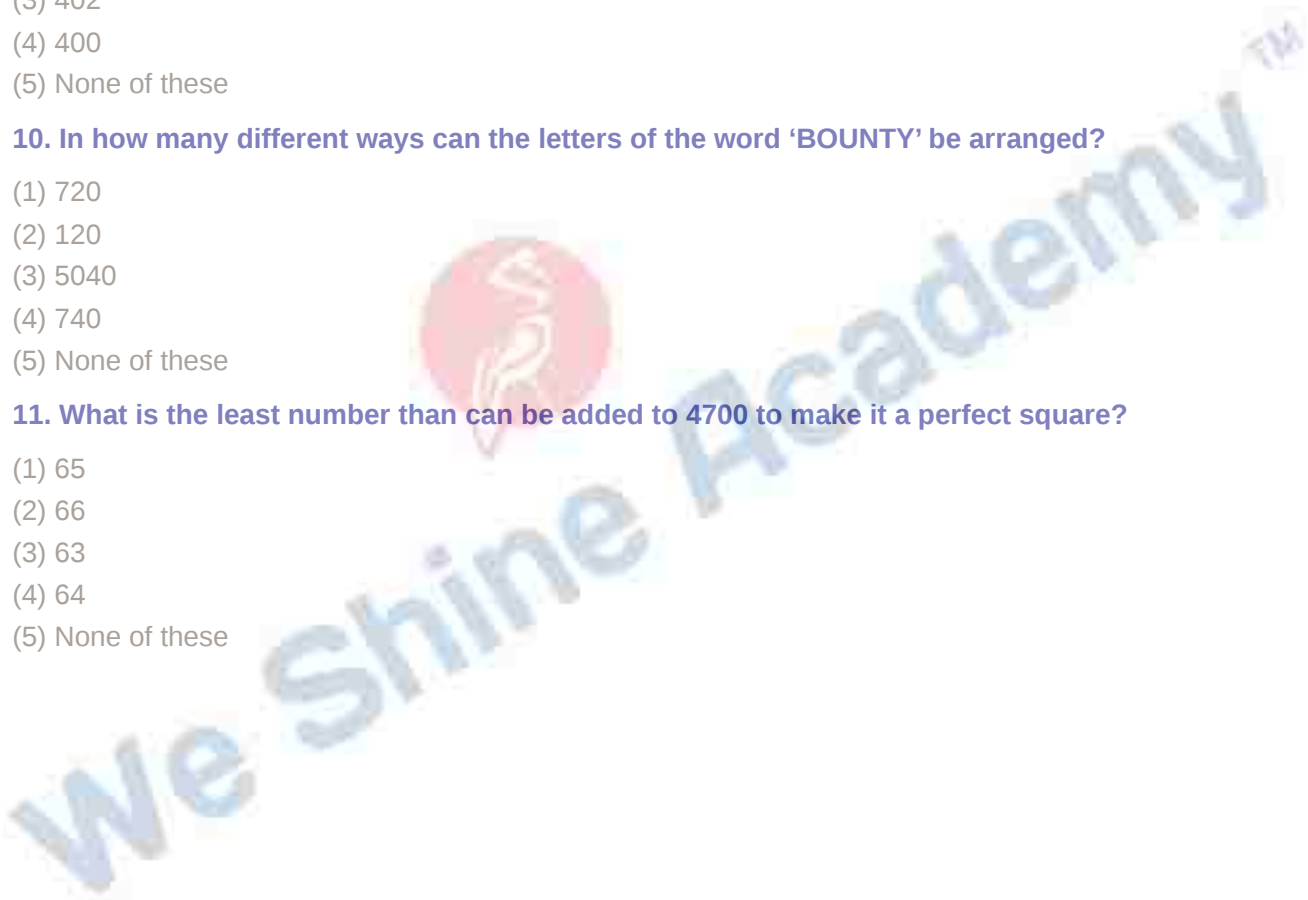 (3) 402
(4) 400
(5) None of these
10. In how many different ways can the letters of the word ‘BOUNTY’ be arranged?
(1) 720
(2) 120
(3) 5040
(4) 740
(5) None of these
11. What is the least number than can be added to 4700 to make it a perfect square?
(1) 65
(2) 66
(3) 63
(4) 64
(5) None of these
We Shine Academy TM